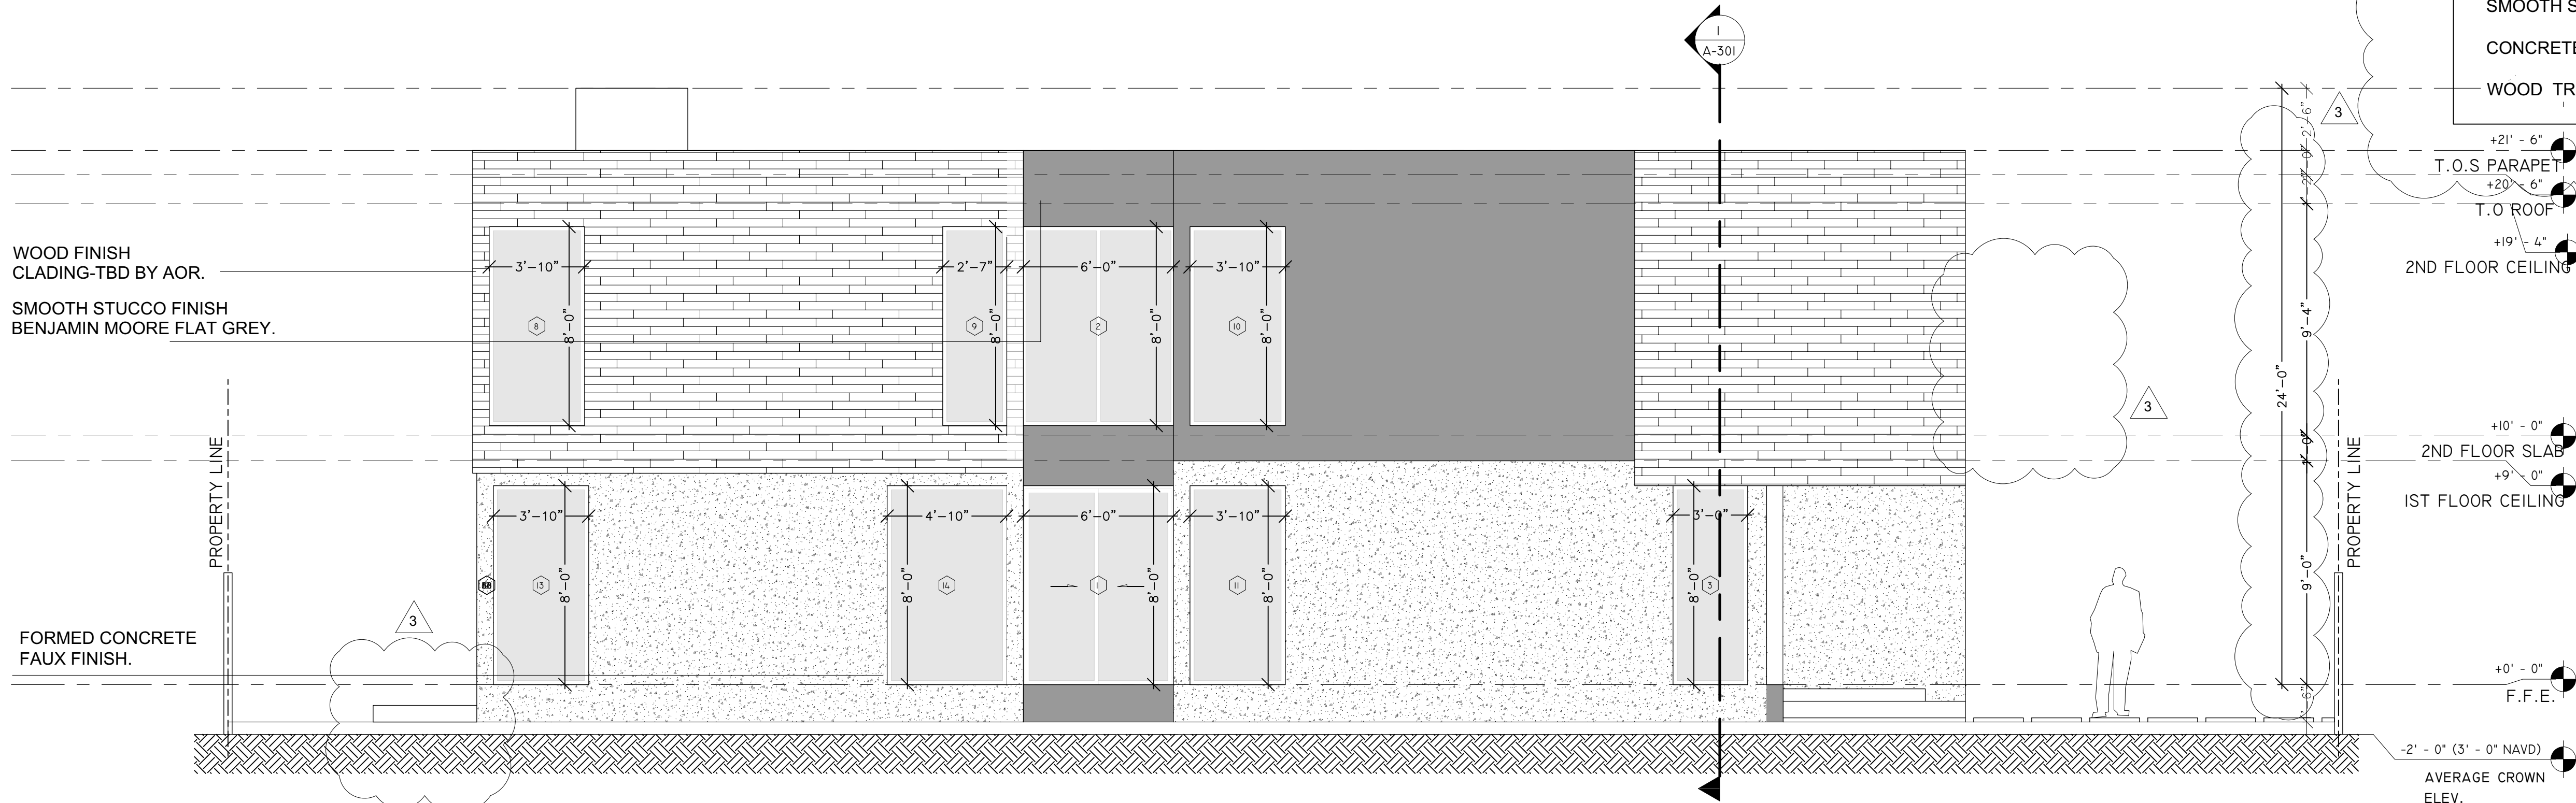 1
A-301
SMOOTH S
CONCRETE
WOOD TR
3
2'-6"
+21' - 6"
T.O.S PARAPET
+20' - 6"
T.O ROOF
+19' - 4"
2ND FLOOR CEILING
WOOD FINISH
CLADING-TBD BY AOR.
SMOOTH STUCCO FINISH
BENJAMIN MOORE FLAT GREY.
3'-10"
2'-7"
6'-0"
3'-10"
8
8'-0"
9
8'-0"
2
8'-0"
10
8'-0"
9'-4"
24'-0"
3
+10' - 0"
2ND FLOOR SLAB
+9' - 0"
1ST FLOOR CEILING
PROPERTY LINE
PROPERTY LINE
3'-10"
4'-10"
6'-0"
3'-10"
3'-0"
13
8'-0"
8'-0"
14
1
8'-0"
11
8'-0"
8'-0"
3
9'-0"
3
FORMED CONCRETE
FAUX FINISH.
+0' - 0"
F.F.E.
-2' - 0" (3' - 0" NAVD)
AVERAGE CROWN
ELEV.